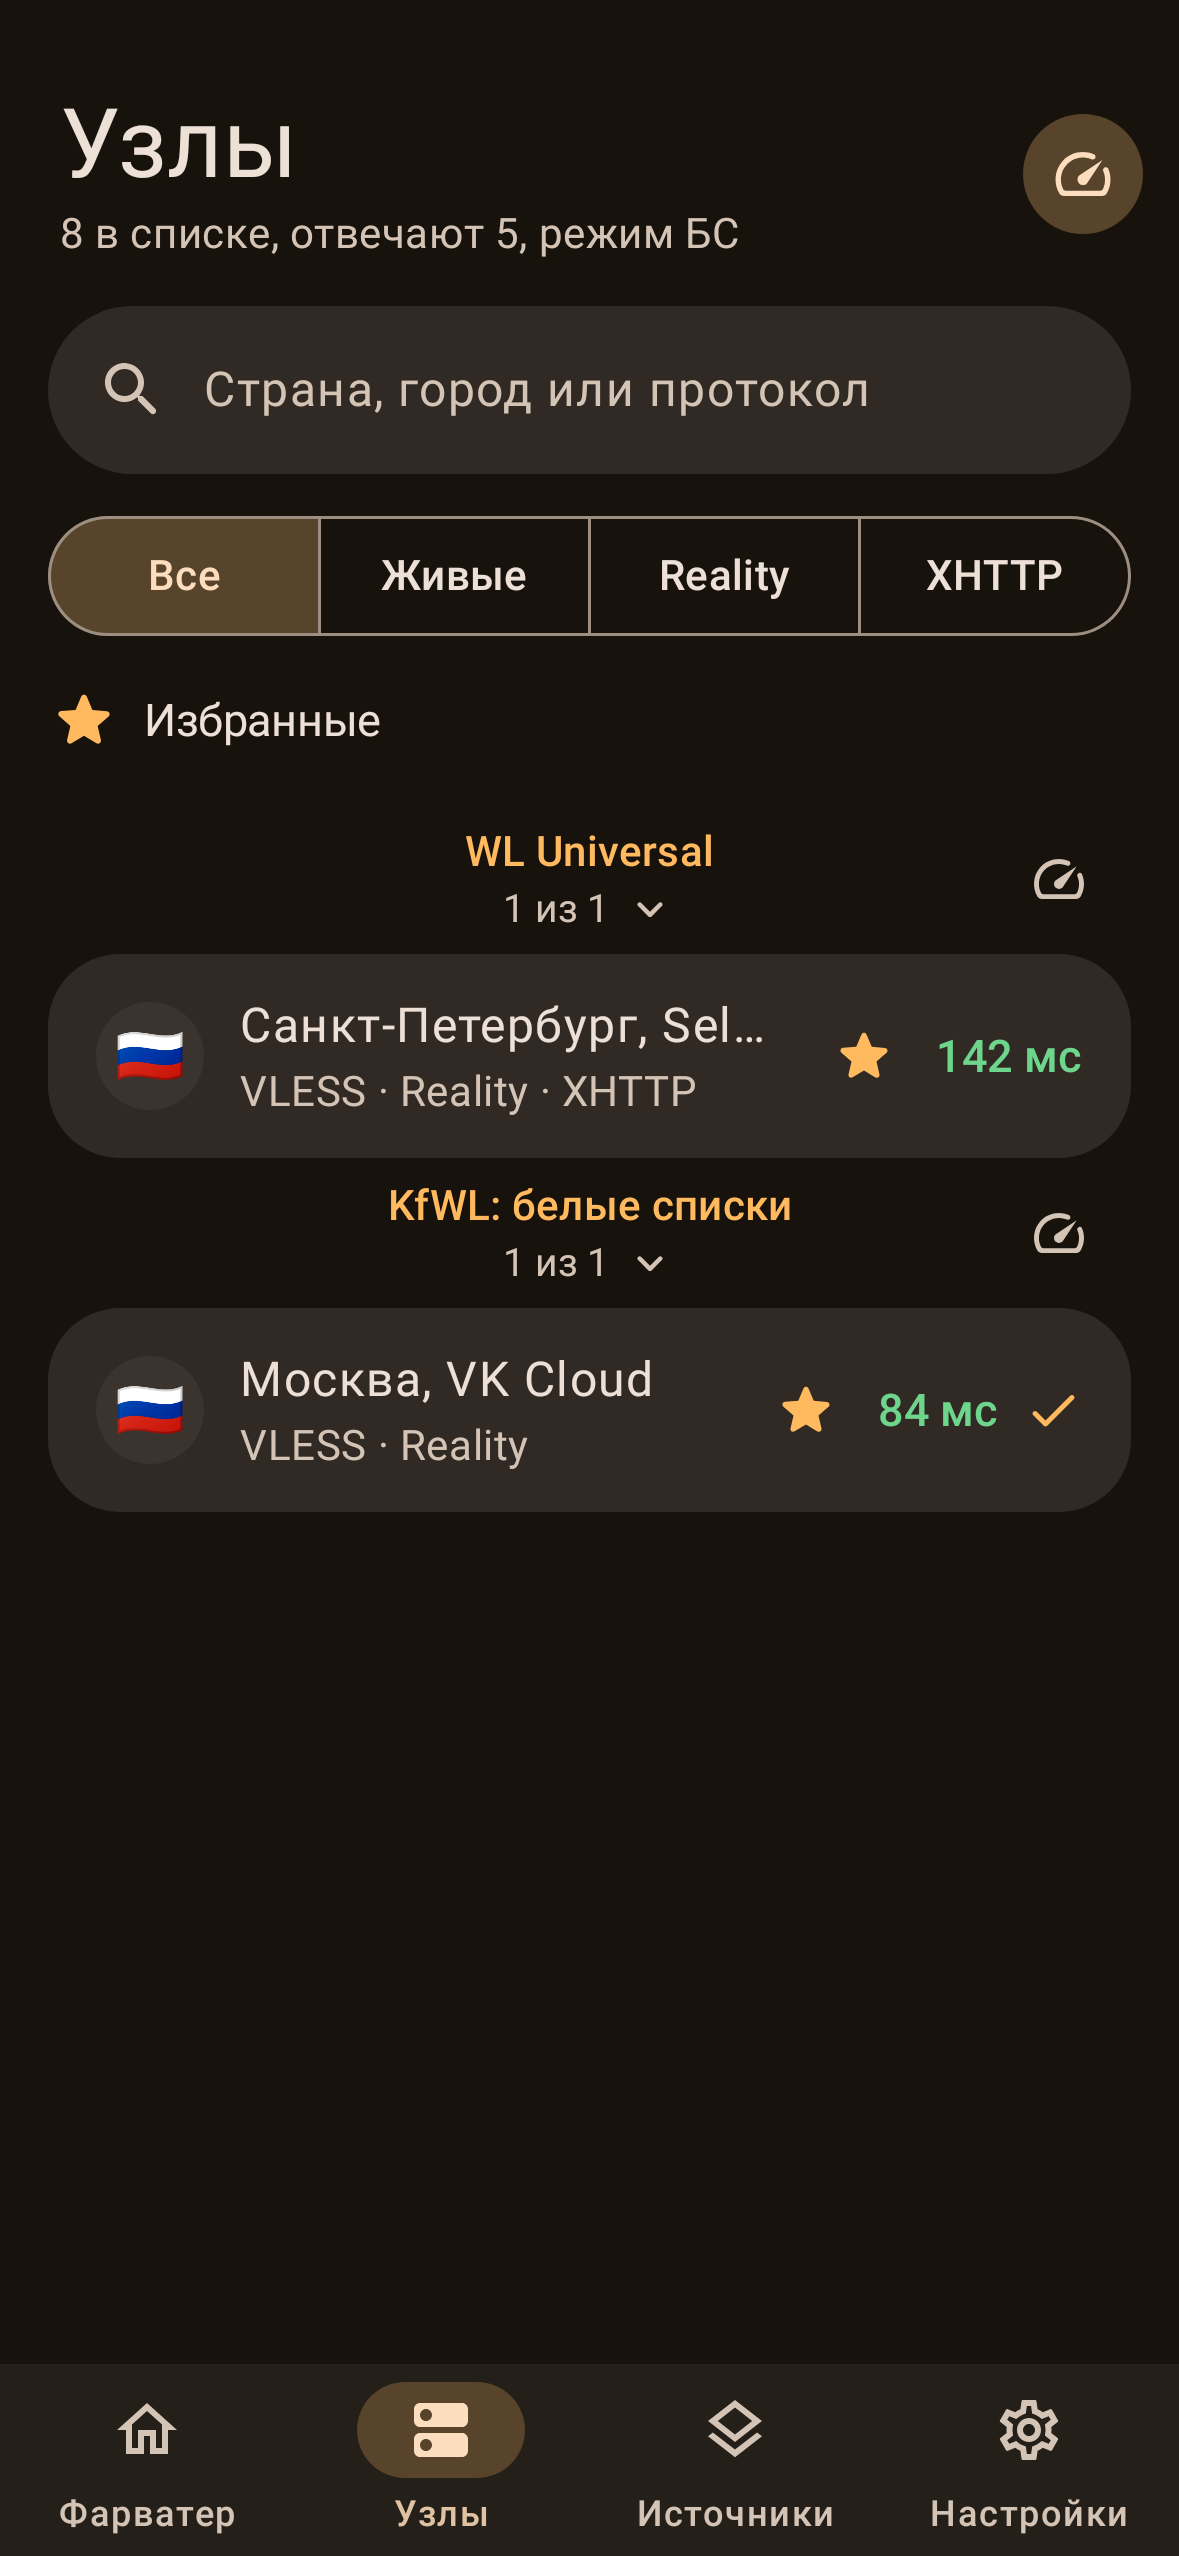 Узлы
8 в списке, отвечают 5, режим БС
Страна, город или протокол
Все
Живые
Reality
XHTTP
Избранные
WL Universal
1 из 1
Санкт-Петербург, Sel...
VLESS · Reality · XHTTP
142 мс
KfWL: белые списки
1 из 1
Москва, VK Cloud
VLESS · Reality
84 мс
Фарватер
Узлы
Источники
Настройки